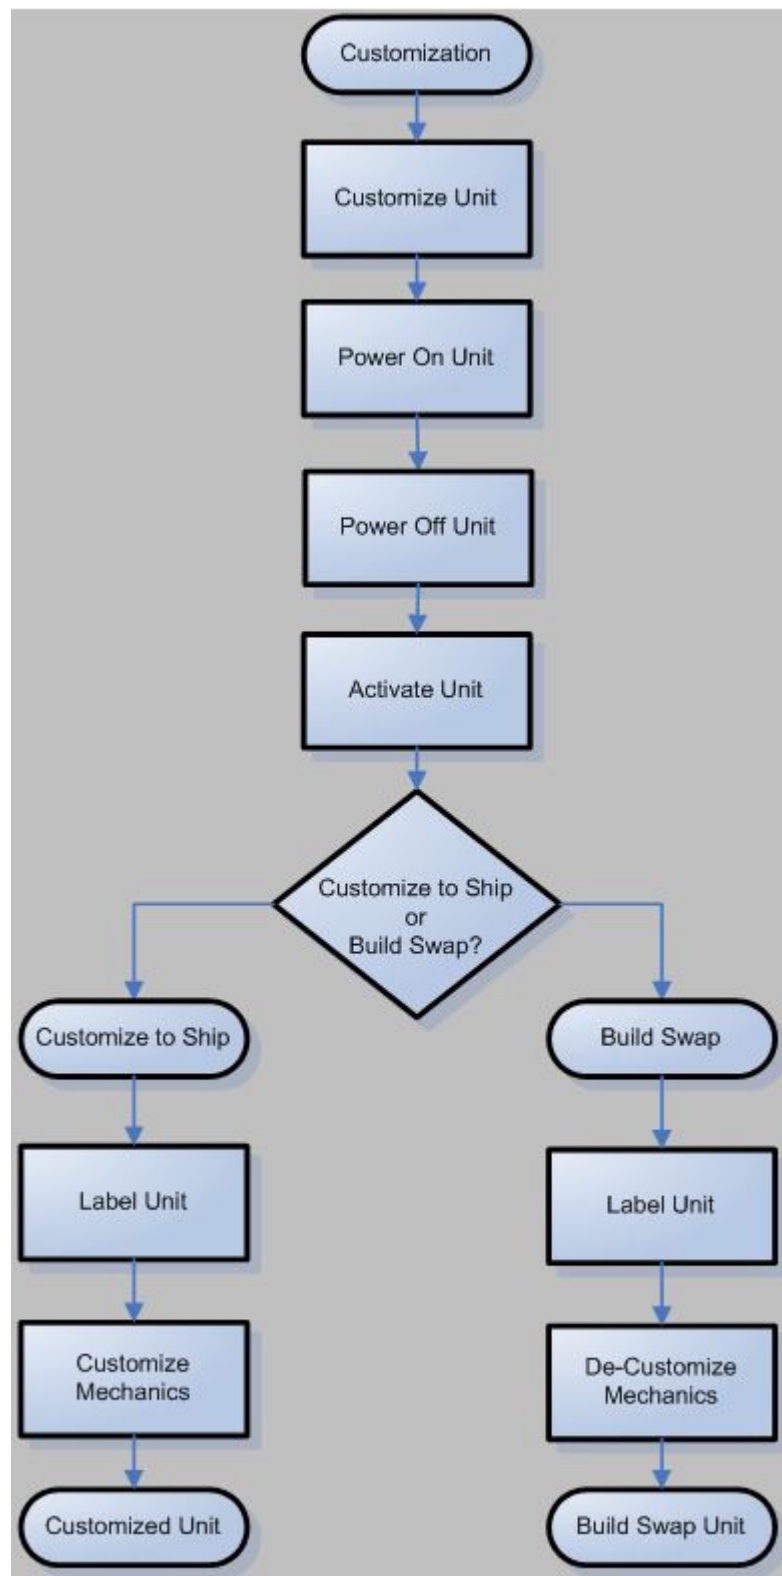 Customization
Customize Unit
Power On Unit
Power Off Unit
Activate Unit
Customize to Ship
or
Build Swap?
Customize to Ship
Build Swap
Label Unit
Label Unit
Customize
Mechanics
De-Customize
Mechanics
Customized Unit
Build Swap Unit